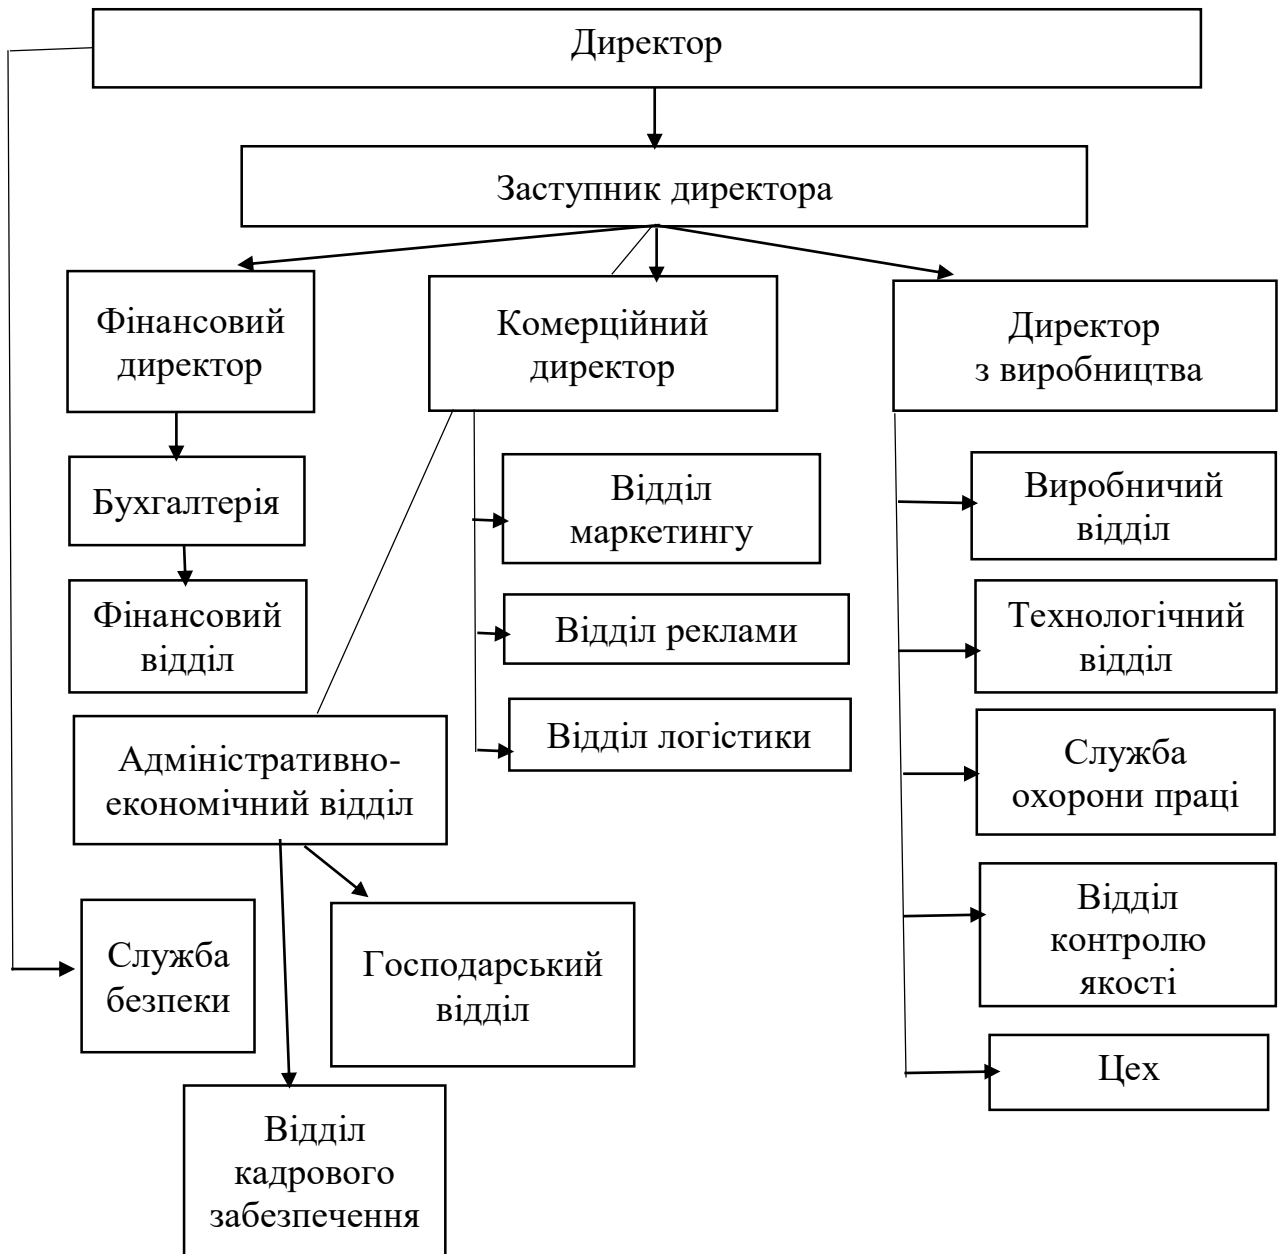 Директор
Заступник директора
Фінансовий
директор
Комерційний
директор
Директор
з виробництва
Бухгалтерія
Фінансовий
відділ
Відділ
маркетингу
Відділ реклами
Відділ логістики
Виробничий
відділ
Технологічний
відділ
Служба
охорони праці
Відділ
контролю
якості
Цех
Адміністративно-
економічний відділ
Служба
безпеки
Господарський
відділ
Відділ
кадрового
забезпечення